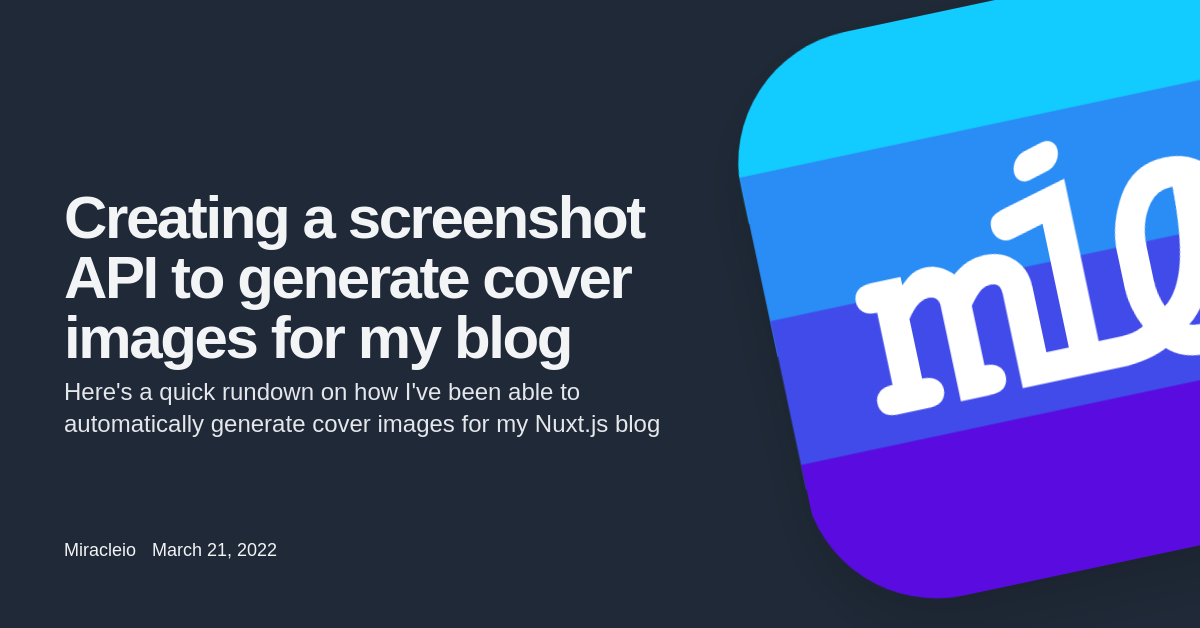 Creating a screenshot
API to generate cover
images for my blog
Here's a quick rundown on how I've been able to
automatically generate cover images for my Nuxt.js blog
Miracleio March 21, 2022
mio